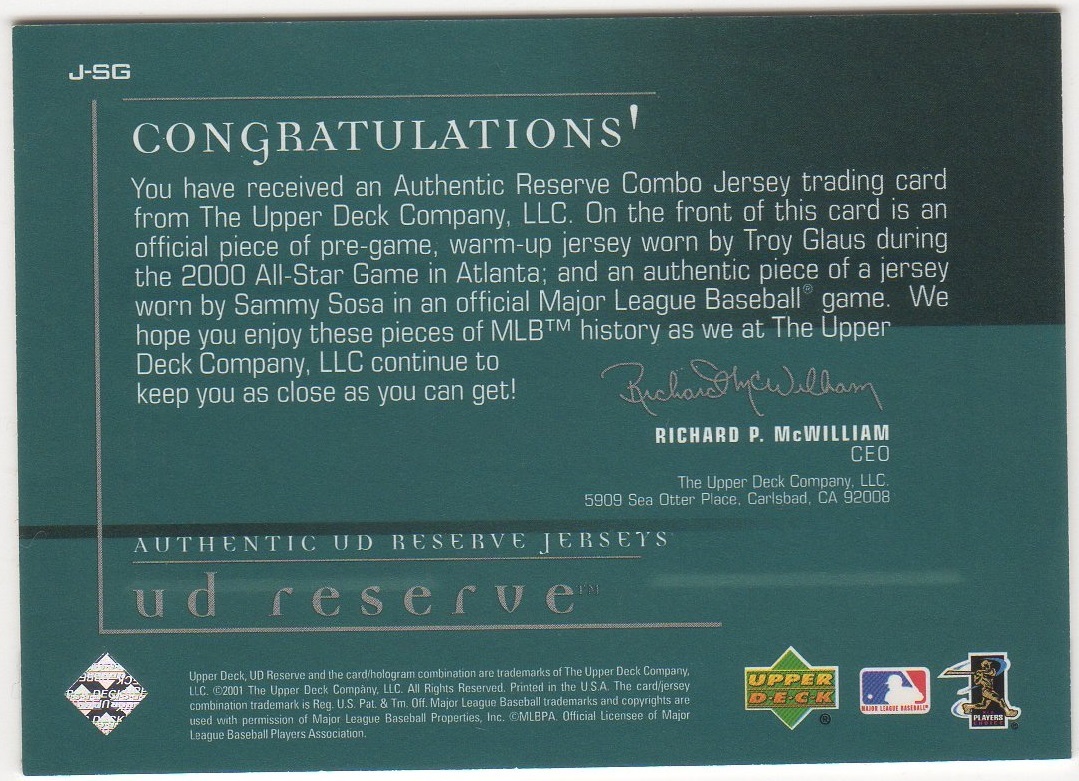 J-SG
CONGRATULATIONS!
You have received an Authentic Reserve Combo Jersey trading card
from The Upper Deck Company, LLC. On the front of this card is an
official piece of pre-game, warm-up jersey worn by Troy Glaus during
the 2000 All-Star Game in Atlanta; and an authentic piece of a jersey
worn by Sammy Sosa in an official Major League Baseball® game. We
hope you enjoy these pieces of MLB™ history as we at The Upper
Deck Company, LLC continue to
keep you as close as you can get!
Richard McWilliam
RICHARD P. McWILLIAM
CEO
The Upper Deck Company, LLC.
5909 Sea Otter Place, Carlsbad, CA 92008
AUTHENTIC UD RESERVE JERSEYS
ud reserve™
Upper Deck, UD Reserve and the card/hologram combination are trademarks of The Upper Deck Company,
LLC. ©2001 The Upper Deck Company, LLC. All Rights Reserved. Printed in the U.S.A. The card/jersey
combination trademark is Reg. U.S. Pat. & Tm. Off. Major League Baseball trademarks and copyrights are
used with permission of Major League Baseball Properties, Inc. ©MLBPA. Official Licensee of Major
League Baseball Players Association.
UPPER
DECK®
MAJOR LEAGUE BASEBALL®
PLAYERS
CHOICE